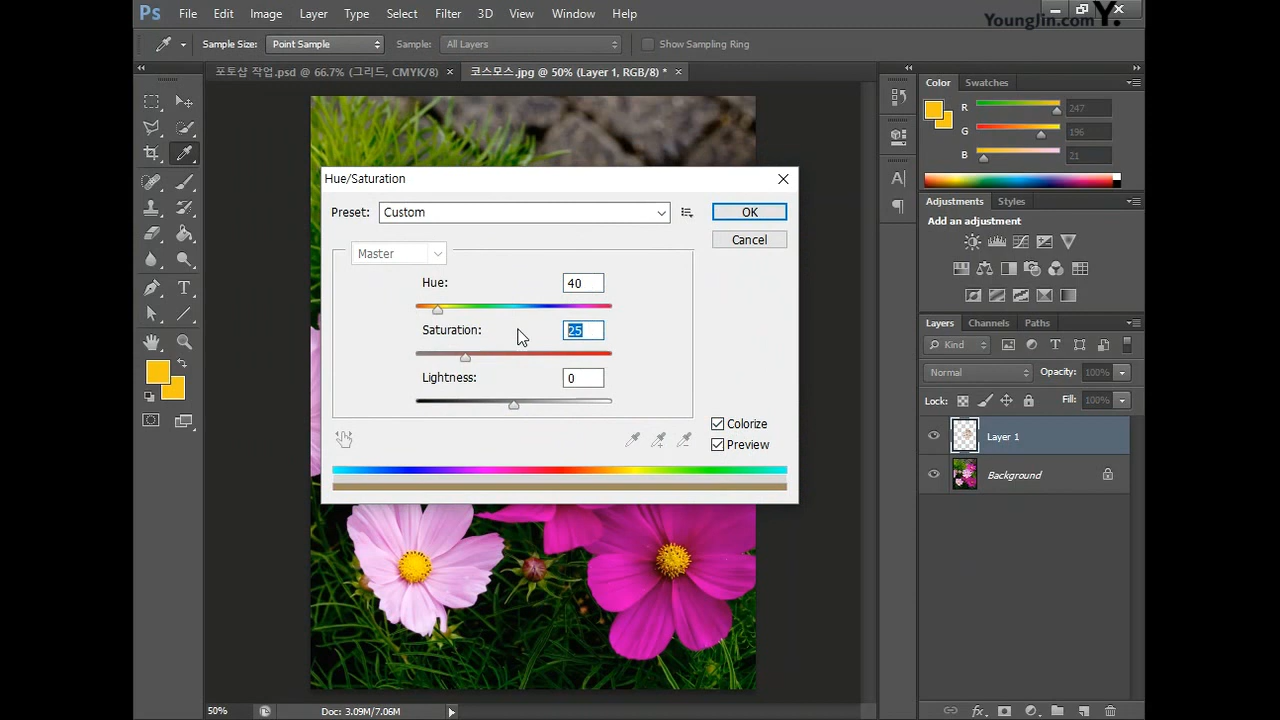 Ps File Edit Image Layer Type Select Filter 3D View Window Help
YoungJin.com Y.
Sample Size: Point Sample Sample: All Layers Show Sampling Ring
포토샵 작업.psd @ 66.7% (그리드, CMYK/8) × 코스모스.jpg @ 50% (Layer 1, RGB/8) * ×
Color Swatches
R 247
G 196
B 21
Hue/Saturation
Preset: Custom
OK
Cancel
Master
Hue: 40
Saturation: 25
Lightness: 0
Colorize
Preview
Adjustments Styles
Add an adjustment
Layers Channels Paths
Kind
Normal Opacity: 100%
Lock: Fill: 100%
Layer 1
Background
50% Doc: 3.09M/7.06M